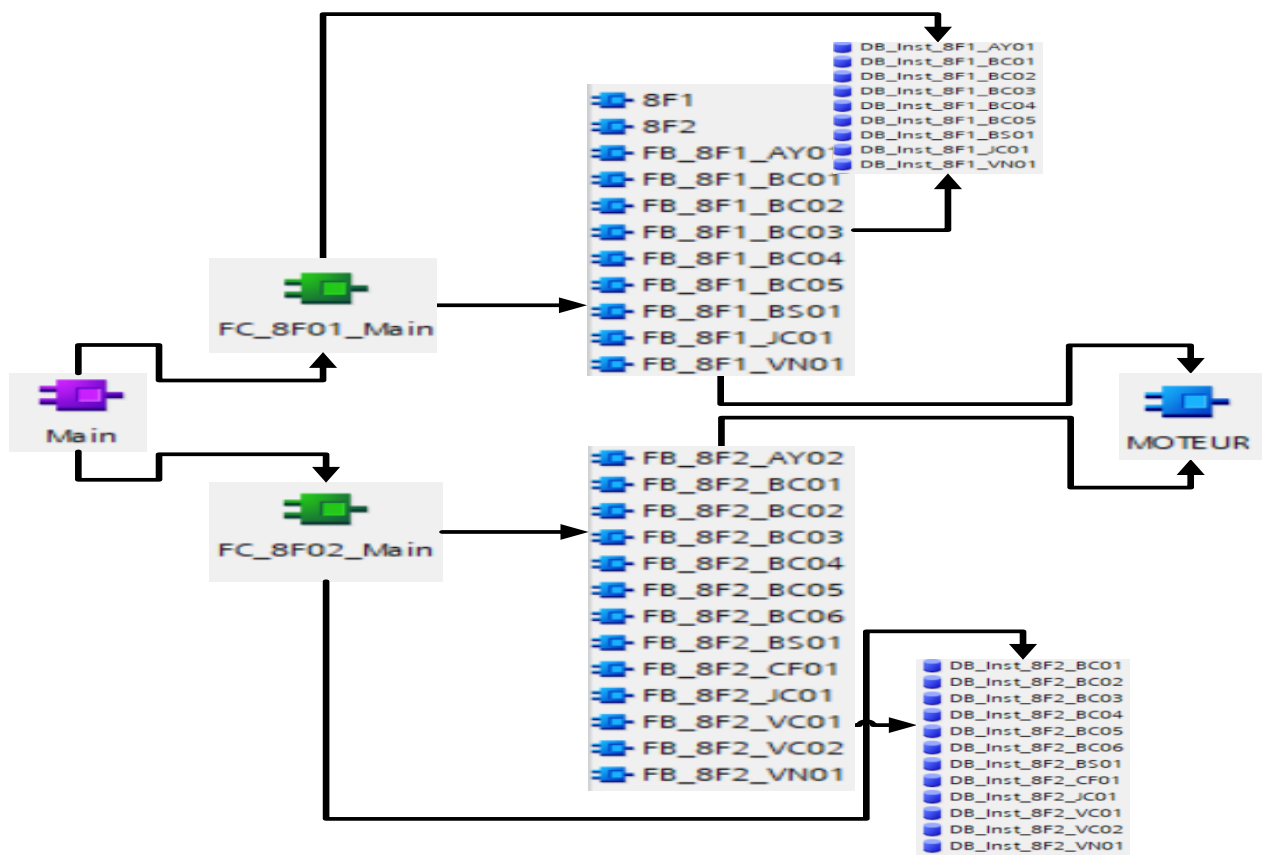 DB_Inst_8F1_AY01
DB_Inst_8F1_BC01
DB_Inst_8F1_BC02
DB_Inst_8F1_BC03
DB_Inst_8F1_BC04
DB_Inst_8F1_BC05
DB_Inst_8F1_BS01
DB_Inst_8F1_JC01
DB_Inst_8F1_VN01
8F1
8F2
FB_8F1_AY01
FB_8F1_BC01
FB_8F1_BC02
FB_8F1_BC03
FB_8F1_BC04
FB_8F1_BC05
FB_8F1_BS01
FB_8F1_JC01
FB_8F1_VN01
FC_8F01_Main
Main
MOTEUR
FC_8F02_Main
FB_8F2_AY02
FB_8F2_BC01
FB_8F2_BC02
FB_8F2_BC03
FB_8F2_BC04
FB_8F2_BC05
FB_8F2_BC06
FB_8F2_BS01
FB_8F2_CF01
FB_8F2_JC01
FB_8F2_VC01
FB_8F2_VC02
FB_8F2_VN01
DB_Inst_8F2_BC01
DB_Inst_8F2_BC02
DB_Inst_8F2_BC03
DB_Inst_8F2_BC04
DB_Inst_8F2_BC05
DB_Inst_8F2_BC06
DB_Inst_8F2_BS01
DB_Inst_8F2_CF01
DB_Inst_8F2_JC01
DB_Inst_8F2_VC01
DB_Inst_8F2_VC02
DB_Inst_8F2_VN01